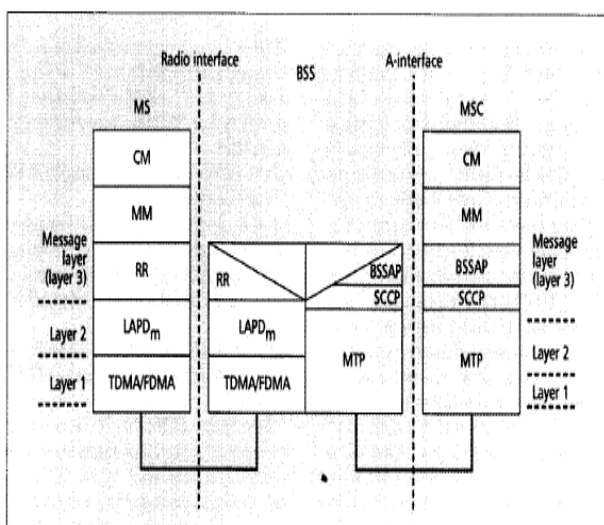 Radio interface
BSS
A-interface
MS
MSC
CM
CM
MM
MM
Message
layer
(layer 3)
RR
RR
BSSAP
SCCP
BSSAP
SCCP
Message
layer
(layer 3)
Layer 2
LAPDm
LAPDm
MTP
MTP
Layer 2
Layer 1
TDMA/FDMA
TDMA/FDMA
Layer 1